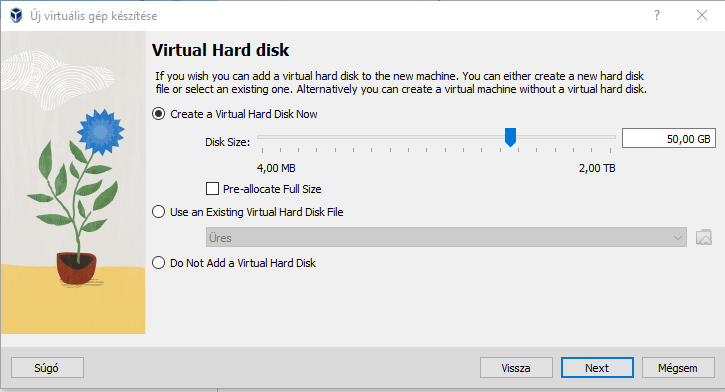 Új virtuális gép készítése
Virtual Hard disk
If you wish you can add a virtual hard disk to the new machine. You can either create a new hard disk
file or select an existing one. Alternatively you can create a virtual machine without a virtual hard disk.
Create a Virtual Hard Disk Now
Disk Size:
50,00 GB
4,00 MB
2,00 TB
Pre-allocate Full Size
Use an Existing Virtual Hard Disk File
Üres
Do Not Add a Virtual Hard Disk
Súgó
Vissza
Next
Mégsem